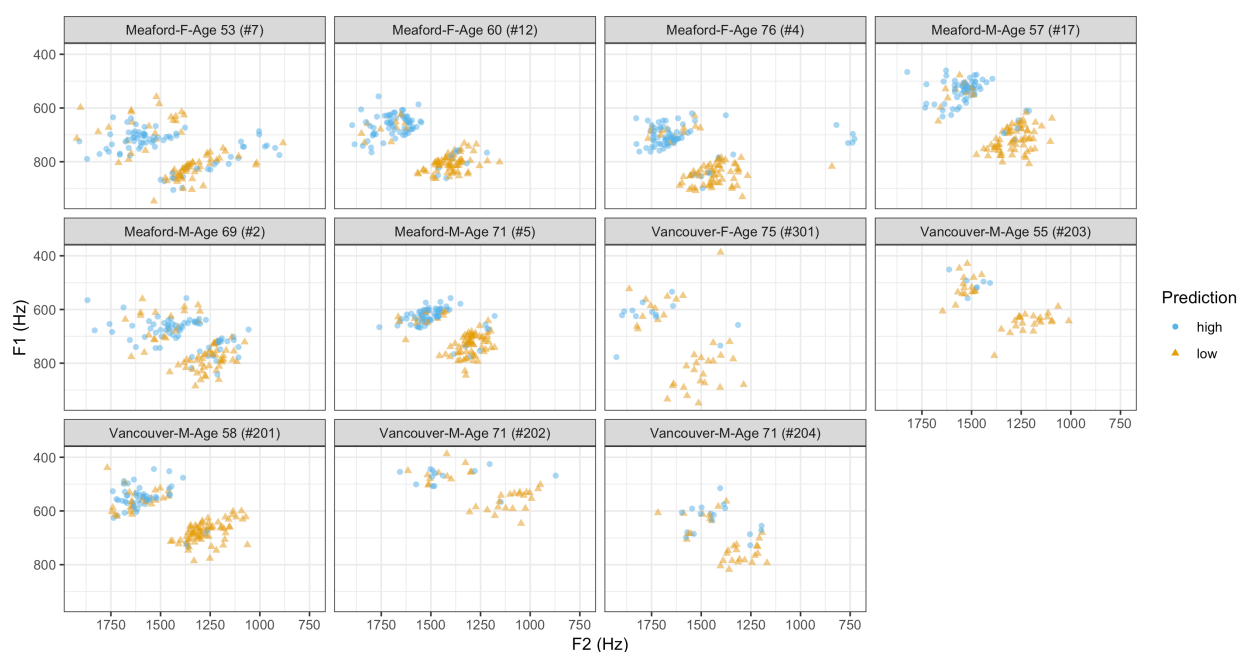 Meaford-F-Age 53 (#7)
Meaford-F-Age 60 (#12)
Meaford-F-Age 76 (#4)
Meaford-M-Age 57 (#17)
400
600
800
Meaford-M-Age 69 (#2)
Meaford-M-Age 71 (#5)
Vancouver-F-Age 75 (#301)
Vancouver-M-Age 55 (#203)
400
600
800
1750 1500 1250 1000 750
Vancouver-M-Age 58 (#201)
Vancouver-M-Age 71 (#202)
Vancouver-M-Age 71 (#204)
400
600
800
1750 1500 1250 1000 750
1750 1500 1250 1000 750
1750 1500 1250 1000 750
F1 (Hz)
F2 (Hz)
Prediction
high
low